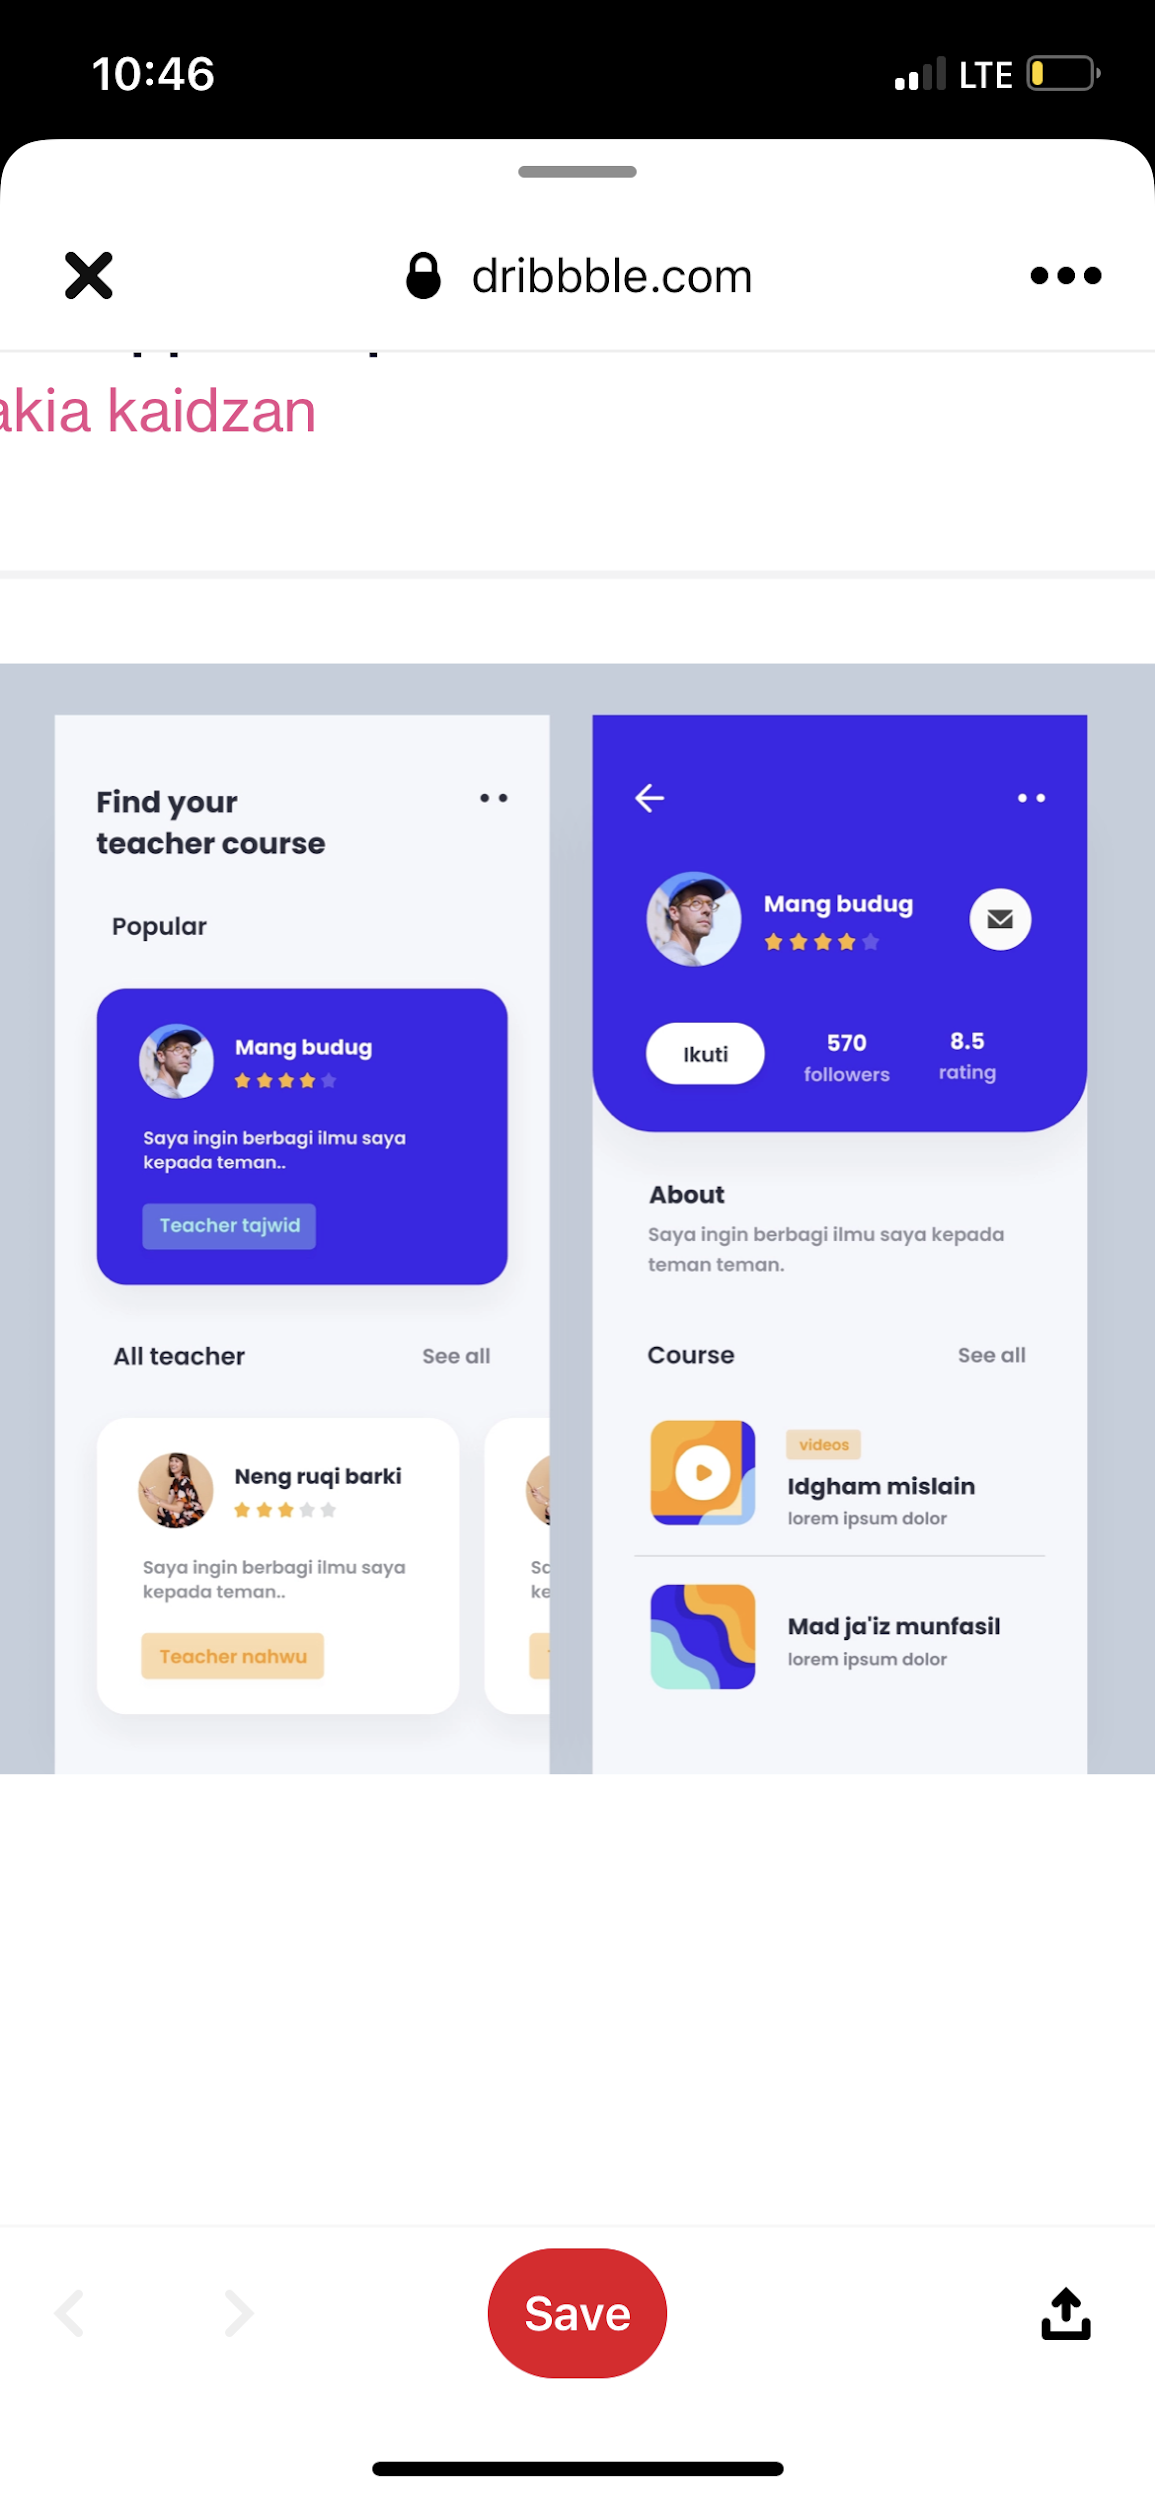 10:46
LTE
dribbble.com
akia kaidzan
Find your
teacher course
Popular
Mang budug
Saya ingin berbagi ilmu saya
kepada teman..
Teacher tajwid
All teacher
See all
Neng ruqi barki
Saya ingin berbagi ilmu saya
kepada teman..
Teacher nahwu
Mang budug
Ikuti
570
followers
8.5
rating
About
Saya ingin berbagi ilmu saya kepada
teman teman.
Course
See all
videos
Idgham mislain
lorem ipsum dolor
Mad ja'iz munfasil
lorem ipsum dolor
Save